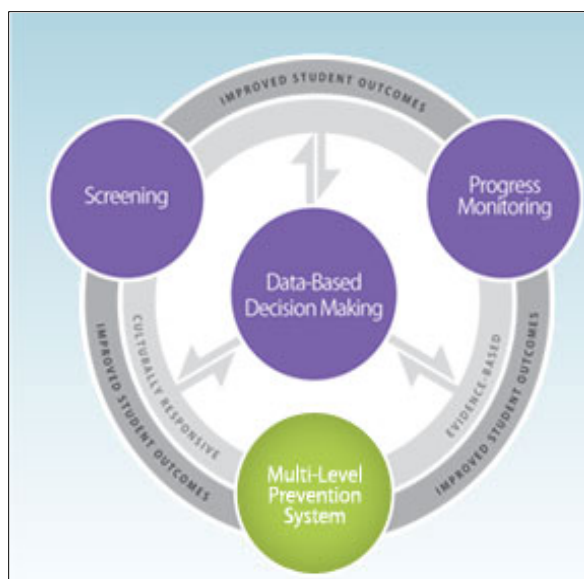 IMPROVED STUDENT OUTCOMES
Screening
Progress
Monitoring
Data-Based
Decision Making
IMPROVED STUDENT OUTCOMES
CULTURALLY RESPONSIVE
EVIDENCE-BASED
IMPROVED STUDENT OUTCOMES
Multi-Level
Prevention
System